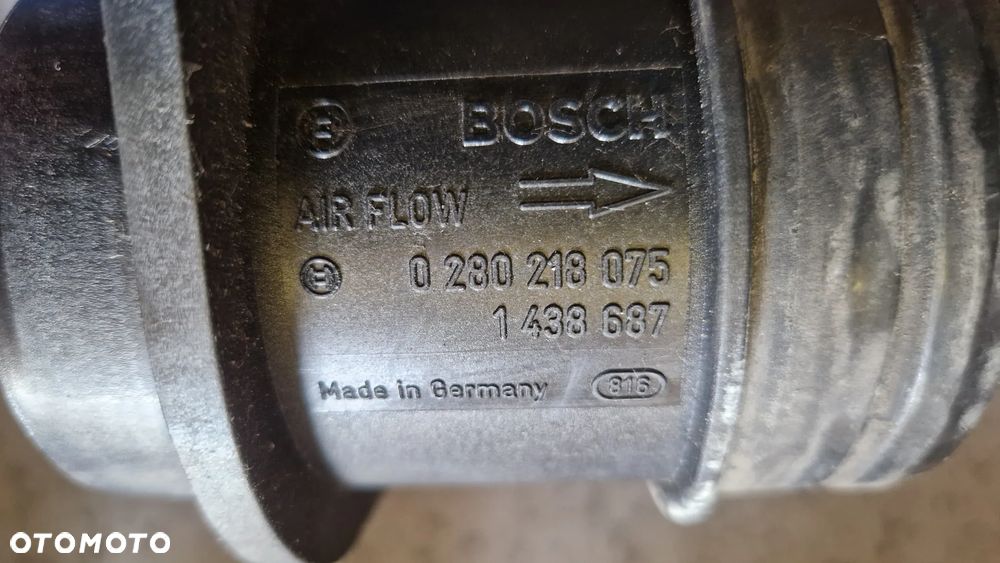 BOSCH
AIR FLOW
0 280 218 075
1 438 687
Made in Germany 816
OTOMOTO